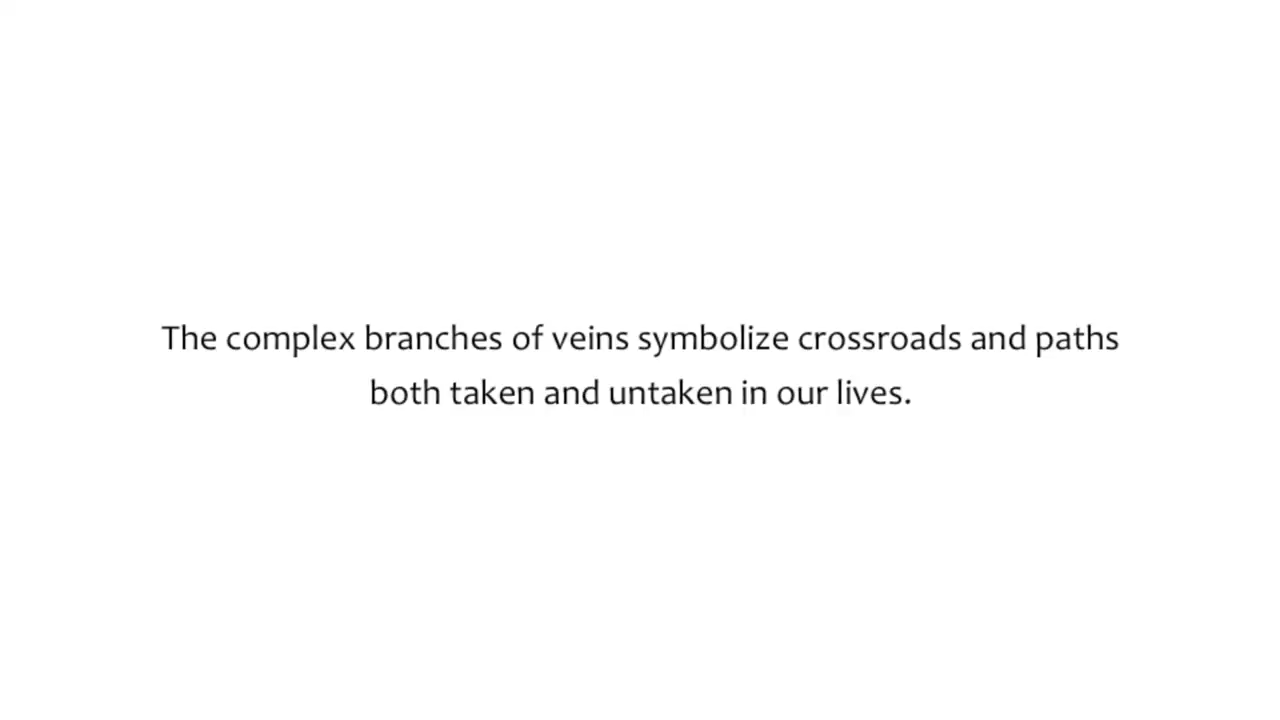 The complex branches of veins symbolize crossroads and paths
both taken and untaken in our lives.